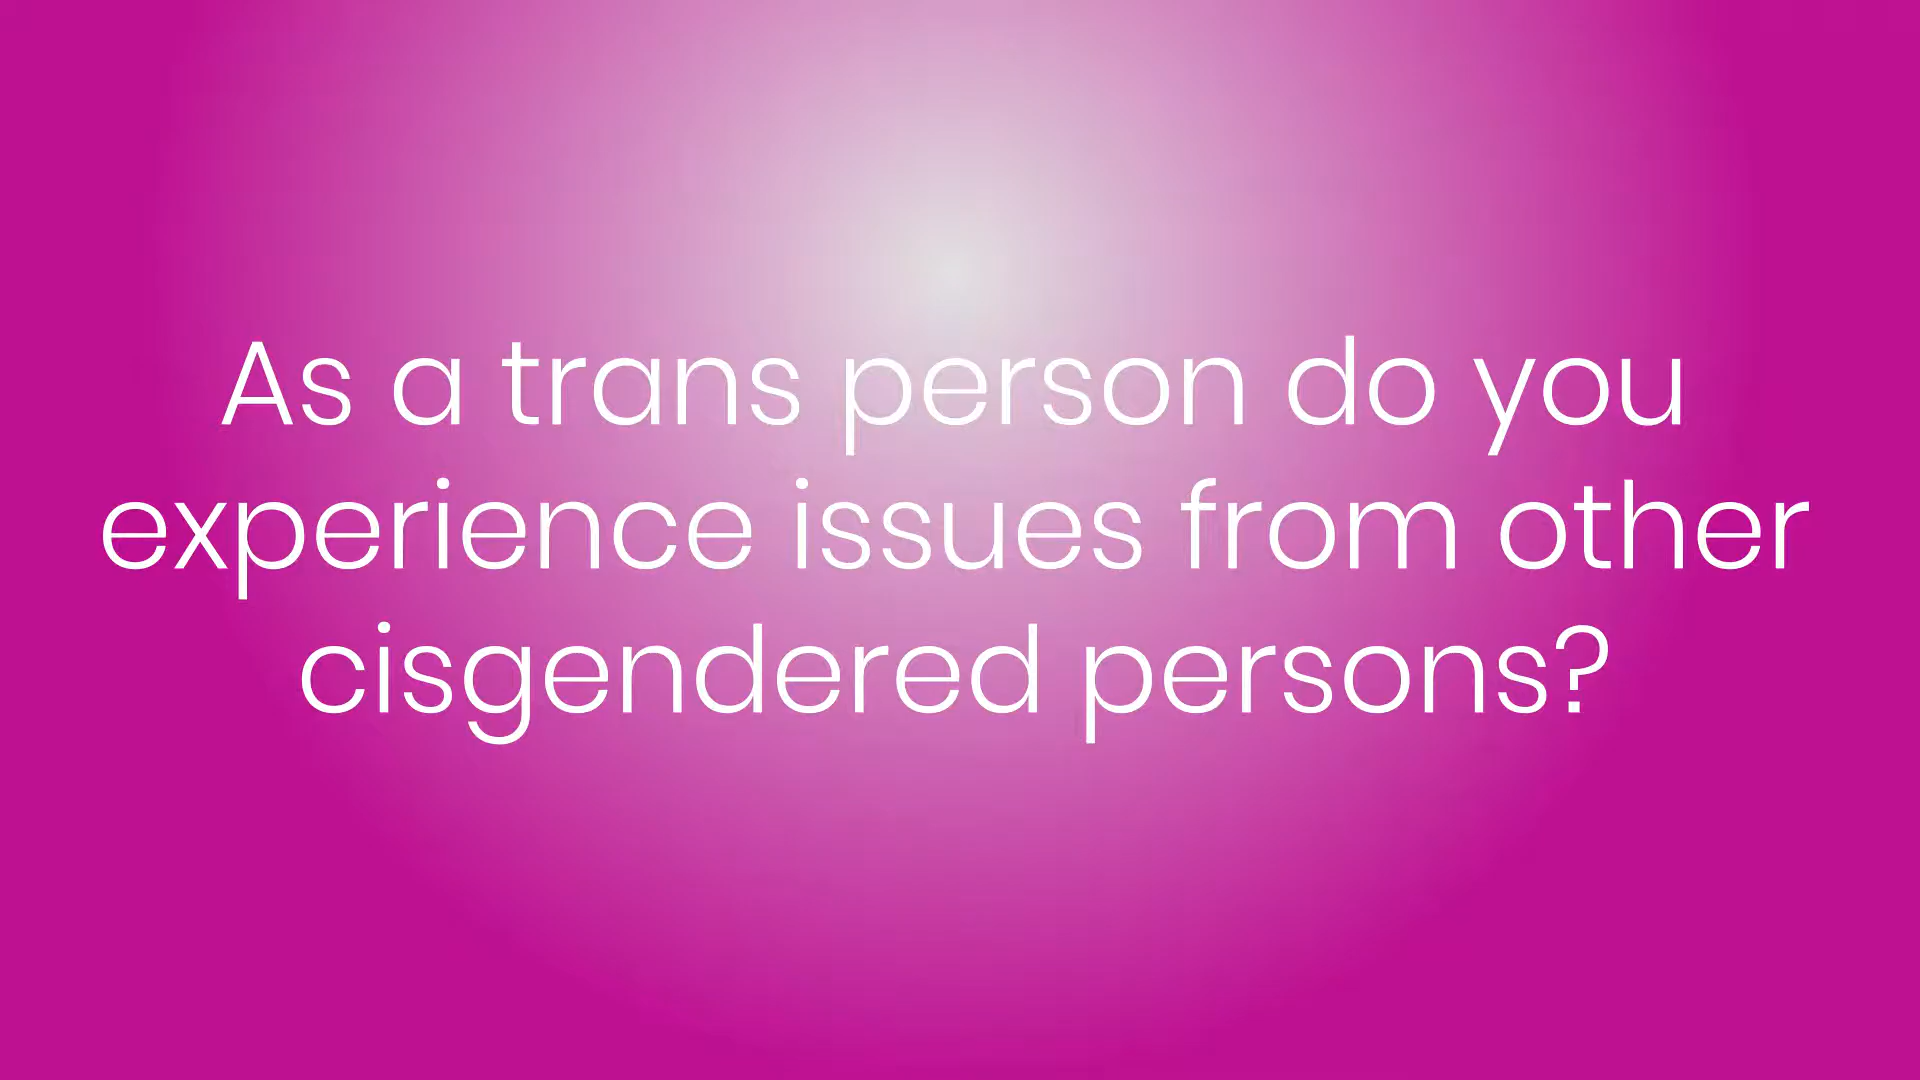 As a trans person do you
experience issues from other
cisgendered persons?